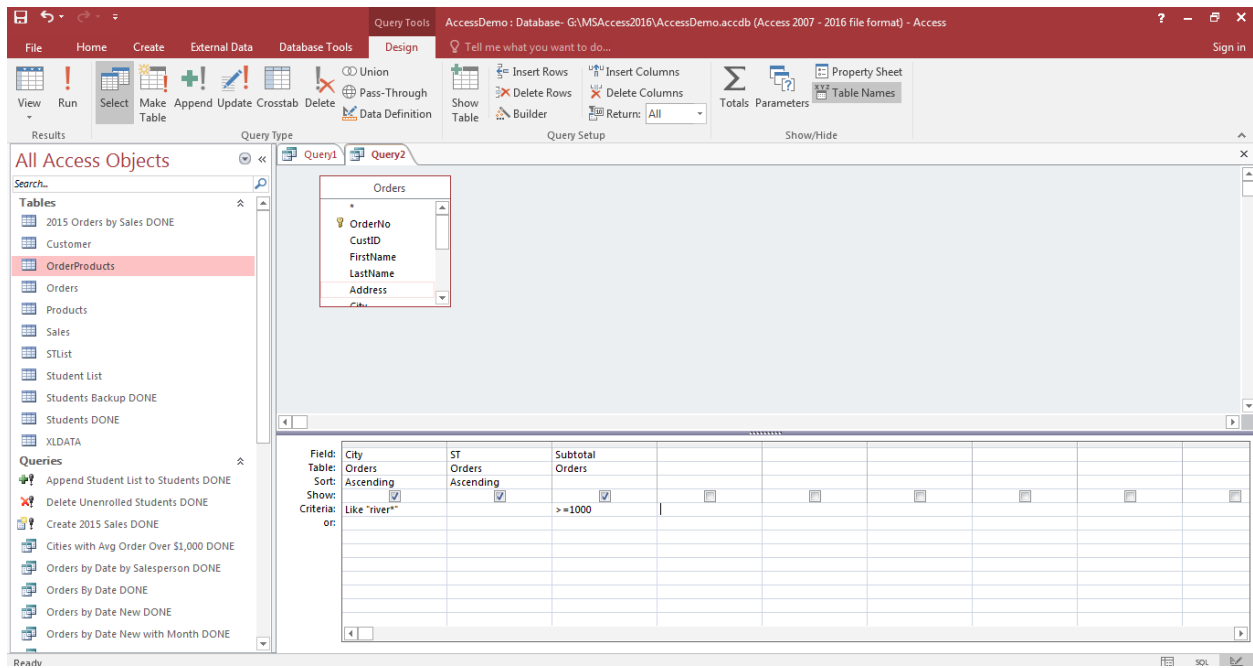 Query Tools
AccessDemo : Database- G:\MSAccess2016\AccessDemo.accdb (Access 2007 - 2016 file format) - Access
?
File Home Create External Data Database Tools Design Tell me what you want to do... Sign in
View
Run
Results
Select
Make Table
Append
Update
Crosstab
Delete
Union
Pass-Through
Data Definition
Query Type
Show Table
Insert Rows
Delete Rows
Builder
Insert Columns
Delete Columns
Return: All
Query Setup
Totals
Parameters
Property Sheet
XYZ Table Names
Show/Hide
All Access Objects
Search...
Tables
2015 Orders by Sales DONE
Customer
OrderProducts
Orders
Products
Sales
STList
Student List
Students Backup DONE
Students DONE
XLDATA
Queries
Append Student List to Students DONE
Delete Unenrolled Students DONE
Create 2015 Sales DONE
Cities with Avg Order Over $1,000 DONE
Orders by Date by Salesperson DONE
Orders By Date DONE
Orders by Date New DONE
Orders by Date New with Month DONE
Query1 Query2
Orders
*
OrderNo
CustID
FirstName
LastName
Address
City
Field: City ST Subtotal
Table: Orders Orders Orders
Sort: Ascending Ascending
Show:
Criteria: Like "river*" >=1000
or:
Ready
SQL